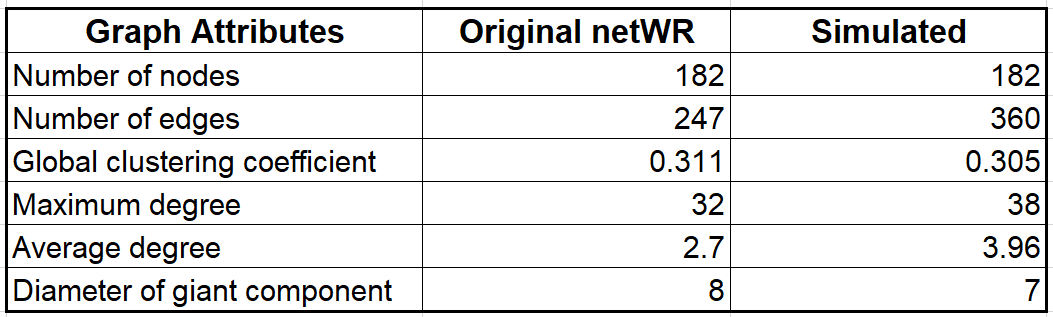 Graph Attributes Original netWR Simulated
Number of nodes 182 182
Number of edges 247 360
Global clustering coefficient 0.311 0.305
Maximum degree 32 38
Average degree 2.7 3.96
Diameter of giant component 8 7